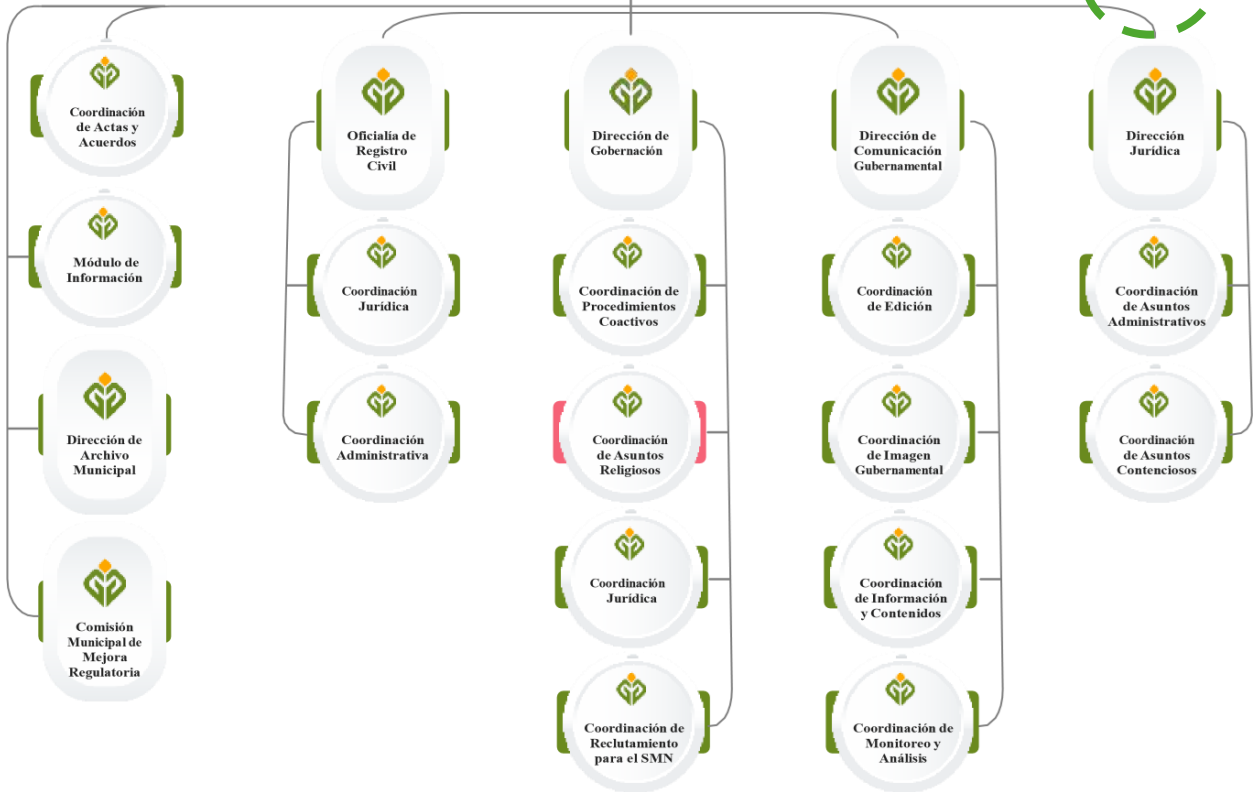 Coordinación
de Actas y
Acuerdos
Módulo de
Información
Dirección de
Archivo
Municipal
Comisión
Municipal de
Mejora
Regulatoria
Oficialía de
Registro
Civil
Coordinación
Jurídica
Coordinación
Administrativa
Dirección de
Gobernación
Coordinación de
Procedimientos
Coactivos
Coordinación
de Asuntos
Religiosos
Coordinación
Jurídica
Coordinación de
Reclutamiento
para el SMN
Dirección de
Comunicación
Gubernamental
Coordinación
de Edición
Coordinación
de Imagen
Gubernamental
Coordinación
de Información
y Contenidos
Coordinación de
Monitoreo y
Análisis
Dirección
Jurídica
Coordinación
de Asuntos
Administrativos
Coordinación
de Asuntos
Contenciosos